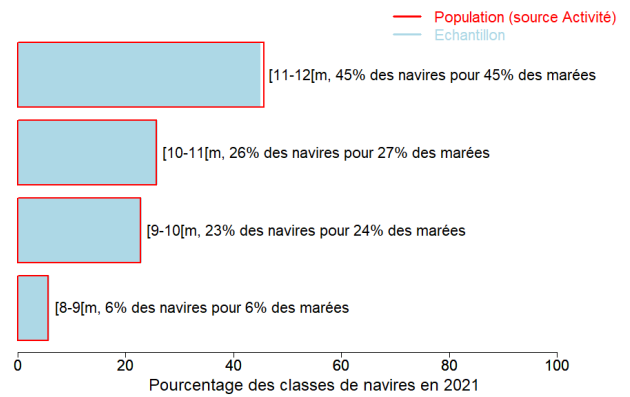 Population (source Activité)
Echantillon
[11-12[m, 45% des navires pour 45% des marées
[10-11[m, 26% des navires pour 27% des marées
[9-10[m, 23% des navires pour 24% des marées
[8-9[m, 6% des navires pour 6% des marées
0 20 40 60 80 100
Pourcentage des classes de navires en 2021